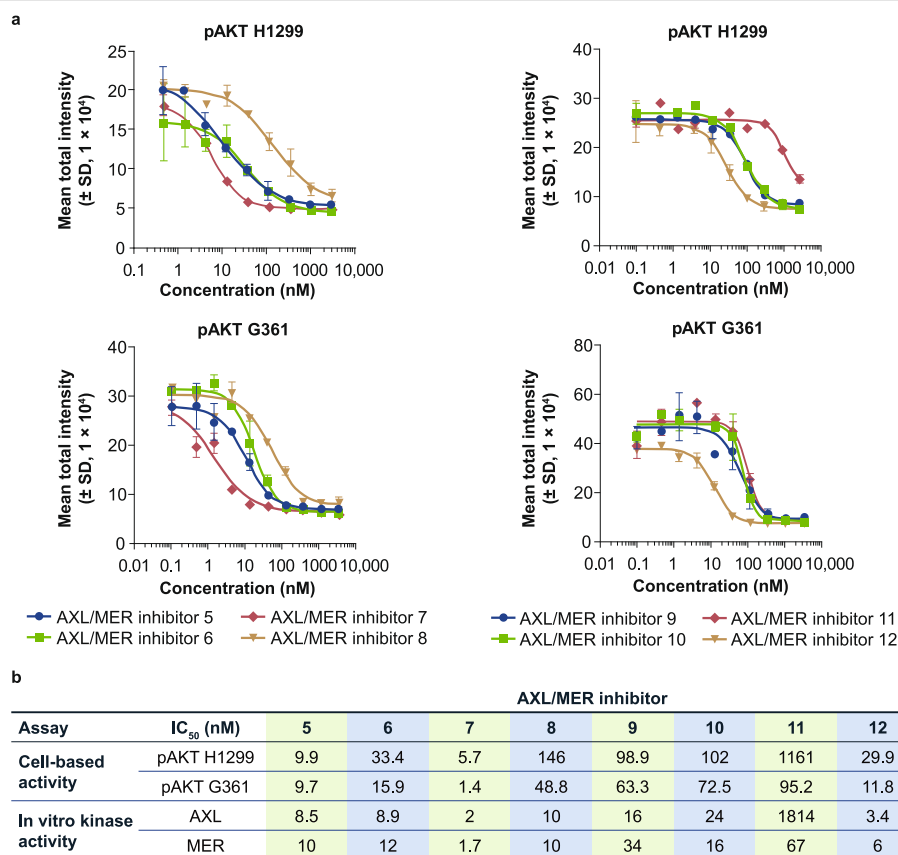 a
pAKT H1299
25
20
15
10
5
0
Mean total intensity
(± SD, 1 × 10⁴)
0.1 1 10 100 1000 10,000
Concentration (nM)
pAKT H1299
40
30
20
10
0
Mean total intensity
(± SD, 1 × 10⁴)
0.01 0.1 1 10 100 1000 10,000
Concentration (nM)
pAKT G361
40
30
20
10
0
Mean total intensity
(± SD, 1 × 10⁴)
0.01 0.1 1 10 100 1000 10,000
Concentration (nM)
pAKT G361
80
60
40
20
0
Mean total intensity
(± SD, 1 × 10⁴)
0.01 0.1 1 10 100 1000 10,000
Concentration (nM)
AXL/MER inhibitor 5 AXL/MER inhibitor 7
AXL/MER inhibitor 6 AXL/MER inhibitor 8
AXL/MER inhibitor 9 AXL/MER inhibitor 11
AXL/MER inhibitor 10 AXL/MER inhibitor 12
b
AXL/MER inhibitor
Assay IC₅₀ (nM) 5 6 7 8 9 10 11 12
Cell-based activity pAKT H1299 9.9 33.4 5.7 146 98.9 102 1161 29.9
pAKT G361 9.7 15.9 1.4 48.8 63.3 72.5 95.2 11.8
In vitro kinase activity AXL 8.5 8.9 2 10 16 24 1814 3.4
MER 10 12 1.7 10 34 16 67 6